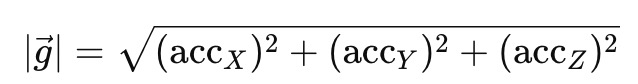 |g⃗| = √(acc_X)² + (acc_Y)² + (acc_Z)²